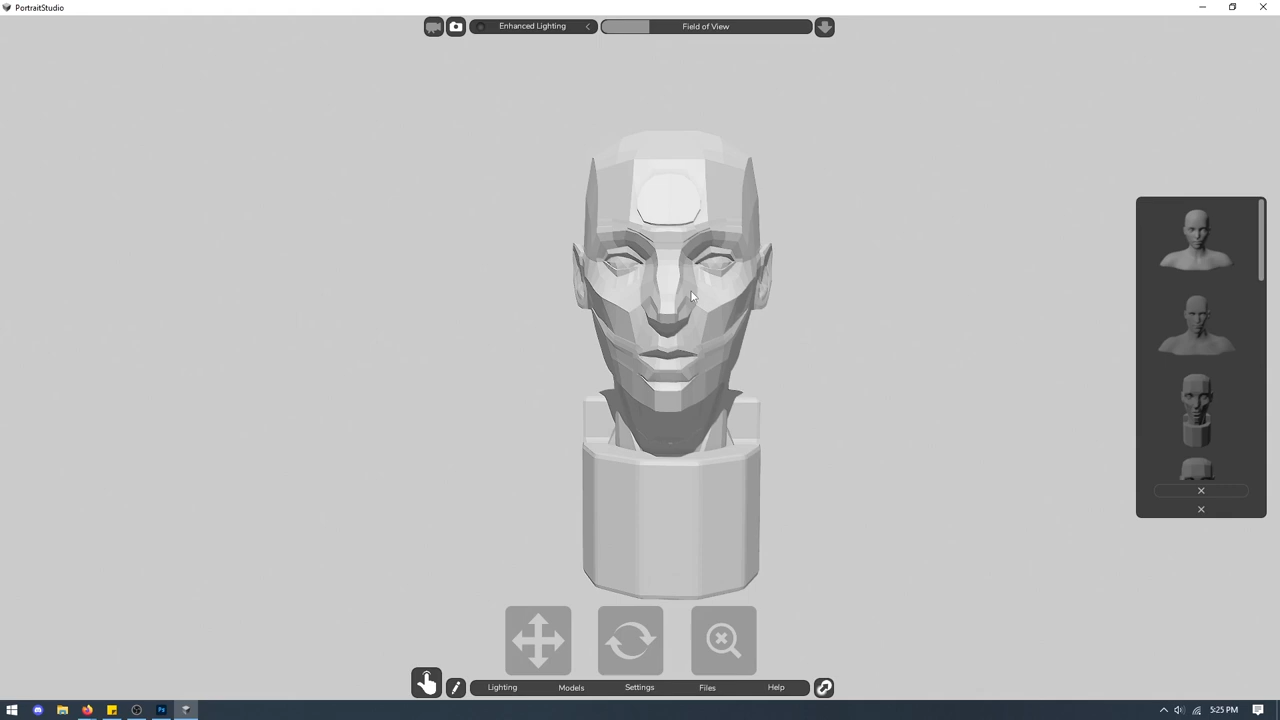 PortraitStudio
Enhanced Lighting
Field of View
Lighting Models Settings Files Help
5:25 PM